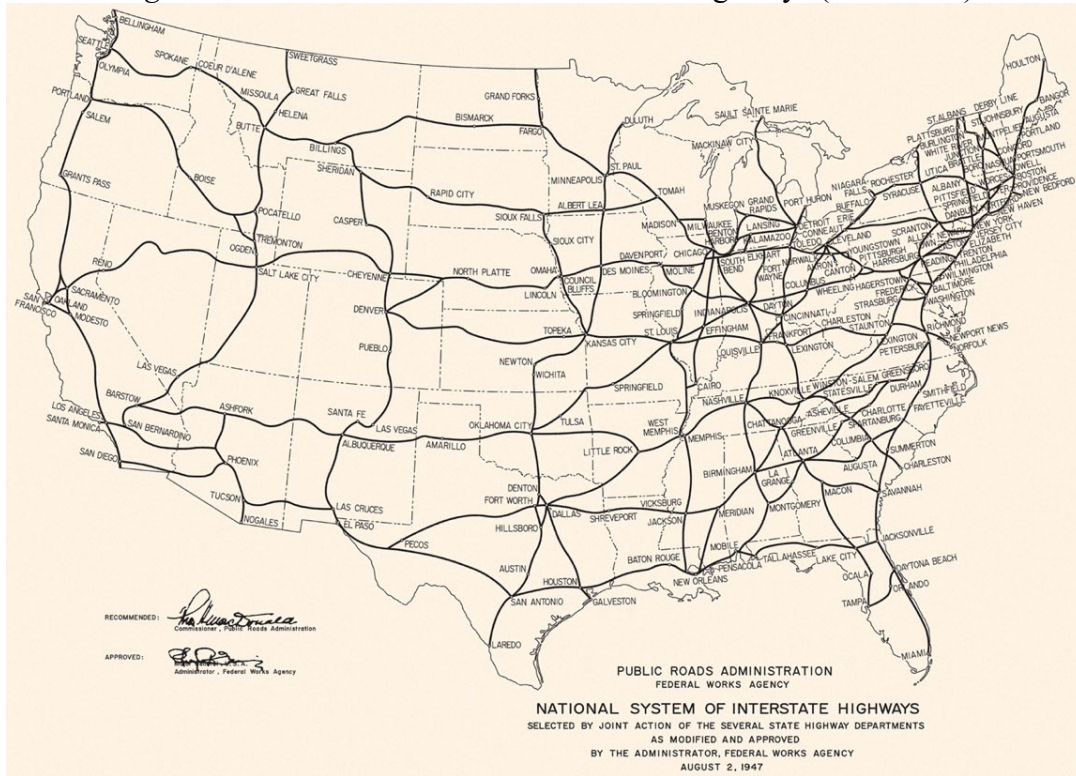 BELLINGHAM
SEATTLE
OLYMPIA
SPOKANE
COEUR D'ALENE
SWEETGRASS
GREAT FALLS
MISSOULA
HELENA
BUTTE
PORTLAND
SALEM
GRANTS PASS
BOISE
POCATELLO
BILLINGS
SHERIDAN
CASPER
BISMARCK
GRAND FORKS
FARGO
DULUTH
SAULT SAINTE MARIE
MACKINAW CITY
ST. PAUL
MINNEAPOLIS
TOMAH
RAPID CITY
ALBERT LEA
SIOUX FALLS
SIOUX CITY
MADISON
MILWAUKEE
MUSKEGON
GRAND RAPIDS
PORT HURON
LANSING
KALAMAZOO
BENTON HARBOR
DETROIT
TOLEDO
CHICAGO
SOUTH BEND
ELKHART
FORT WAYNE
NORWALK
HOULTON
BANGOR
AUGUSTA
PORTLAND
DERBY LINE
ST. ALBANS
ST. JOHNSBURY
MONTPELIER
PLATTSBURG
BURLINGTON
WHITE RIVER JUNCTION
CONCORD
PORTSMOUTH
NASHUA
LOWELL
BOSTON
PROVIDENCE
NEW BEDFORD
NEW HAVEN
NIAGARA FALLS
ROCHESTER
BUFFALO
SYRACUSE
UTICA
ALBANY
PITTSFIELD
DANBURY
NEW YORK
JERSEY CITY
ELIZABETH
NEWARK
TRENTON
PHILADELPHIA
WILMINGTON
BALTIMORE
WASHINGTON
ERIE
CONNEAUT
CLEVELAND
SCRANTON
YOUNGSTOWN
PITTSBURGH
HARRISBURG
AKRON
CANTON
COLUMBUS
WHEELING
HAGERSTOWN
FREDERICK
STRASBURG
TREMONTON
OGDEN
SALT LAKE CITY
RENO
SACRAMENTO
OAKLAND
SAN FRANCISCO
MODESTO
CHEYENNE
NORTH PLATTE
OMAHA
COUNCIL BLUFFS
LINCOLN
DES MOINES
DAVENPORT
MOLINE
BLOOMINGTON
SPRINGFIELD
INDIANAPOLIS
DAYTON
CINCINNATI
DENVER
TOPEKA
KANSAS CITY
ST. LOUIS
EFFINGHAM
FRANKFORT
CHARLESTON
STAUNTON
LEXINGTON
LOUISVILLE
LEXINGTON
RICHMOND
NEWPORT NEWS
NORFOLK
PETERSBURG
PUEBLO
NEWTON
WICHITA
SPRINGFIELD
CAIRO
NASHVILLE
KNOXVILLE
WINSTON-SALEM
GREENSBORO
STATESVILLE
DURHAM
SMITHFIELD
FAYETTEVILLE
LAS VEGAS
BARSTOW
LOS ANGELES
SANTA MONICA
SAN BERNARDINO
SAN DIEGO
ASHFORK
PHOENIX
TUCSON
NOGALES
SANTA FE
LAS VEGAS
ALBUQUERQUE
AMARILLO
OKLAHOMA CITY
TULSA
WEST MEMPHIS
MEMPHIS
LITTLE ROCK
CHATTANOOGA
ASHEVILLE
GREENVILLE
CHARLOTTE
SPARTANBURG
COLUMBIA
ATLANTA
BIRMINGHAM
LA GRANGE
AUGUSTA
SUMMERTON
CHARLESTON
SAVANNAH
MACON
LAS CRUCES
EL PASO
PECOS
DENTON
FORT WORTH
DALLAS
HILLSBORO
SHREVEPORT
VICKSBURG
JACKSON
MERIDIAN
MONTGOMERY
AUSTIN
HOUSTON
BATON ROUGE
MOBILE
PENSACOLA
NEW ORLEANS
TALLAHASSEE
LAKE CITY
JACKSONVILLE
DAYTONA BEACH
OCALA
ORLANDO
TAMPA
MIAMI
SAN ANTONIO
GALVESTON
LAREDO
RECOMMENDED:
Commissioner, Public Roads Administration
APPROVED:
Administrator, Federal Works Agency
PUBLIC ROADS ADMINISTRATION
FEDERAL WORKS AGENCY
NATIONAL SYSTEM OF INTERSTATE HIGHWAYS
SELECTED BY JOINT ACTION OF THE SEVERAL STATE HIGHWAY DEPARTMENTS
AS MODIFIED AND APPROVED
BY THE ADMINISTRATOR, FEDERAL WORKS AGENCY
AUGUST 2, 1947